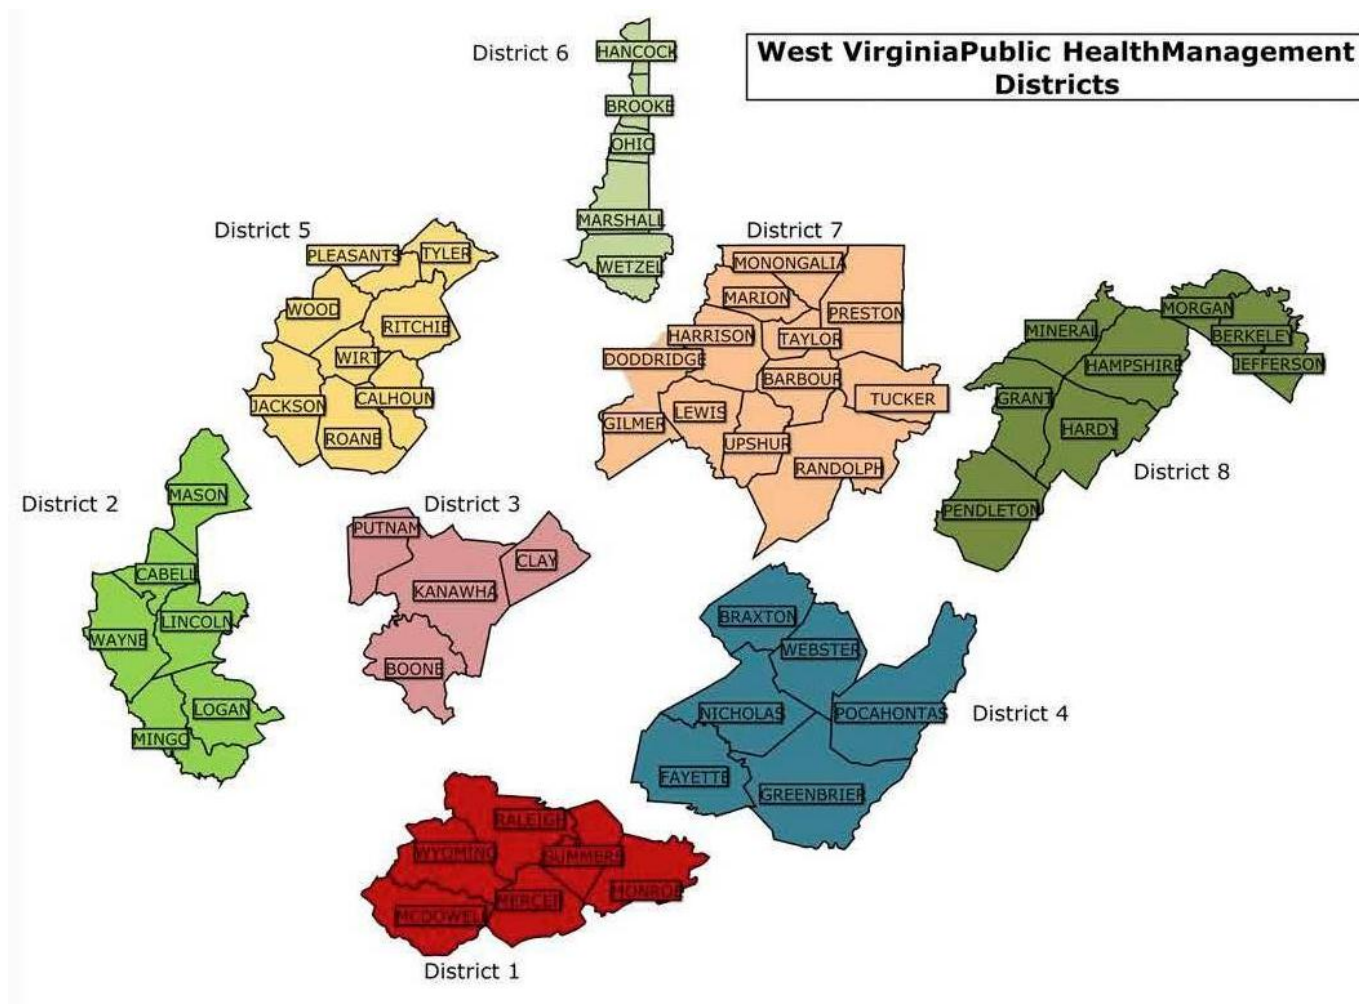 West VirginiaPublic HealthManagement
Districts
District 6
HANCOCK
BROOKE
OHIO
MARSHALL
WETZEL
District 5
PLEASANTS
TYLER
WOOD
RITCHIE
WIRT
JACKSON
CALHOUN
ROANE
District 7
MONONGALIA
MARION
PRESTON
HARRISON
TAYLOR
DODDRIDGE
BARBOUR
TUCKER
LEWIS
GILMER
UPSHUR
RANDOLPH
MORGAN
MINERAL
BERKELEY
HAMPSHIRE
JEFFERSON
GRANT
HARDY
District 8
PENDLETON
District 2
MASON
CABELL
LINCOLN
WAYNE
LOGAN
MINGO
District 3
PUTNAM
CLAY
KANAWHA
BOONE
BRAXTON
WEBSTER
NICHOLAS
POCAHONTAS
District 4
FAYETTE
GREENBRIER
RALEIGH
WYOMING
SUMMERS
MONROE
MERCER
MCDOWELL
District 1